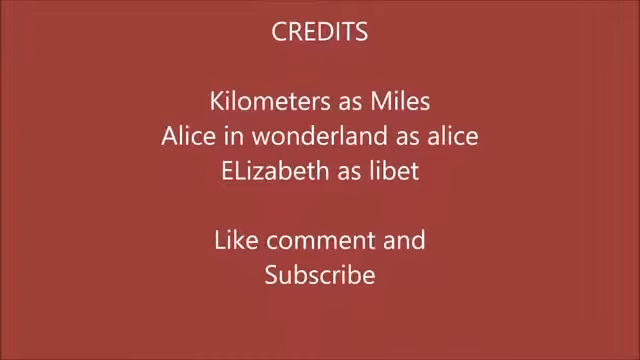 CREDITS
Kilometers as Miles
Alice in wonderland as alice
ELizabeth as libet
Like comment and
Subscribe